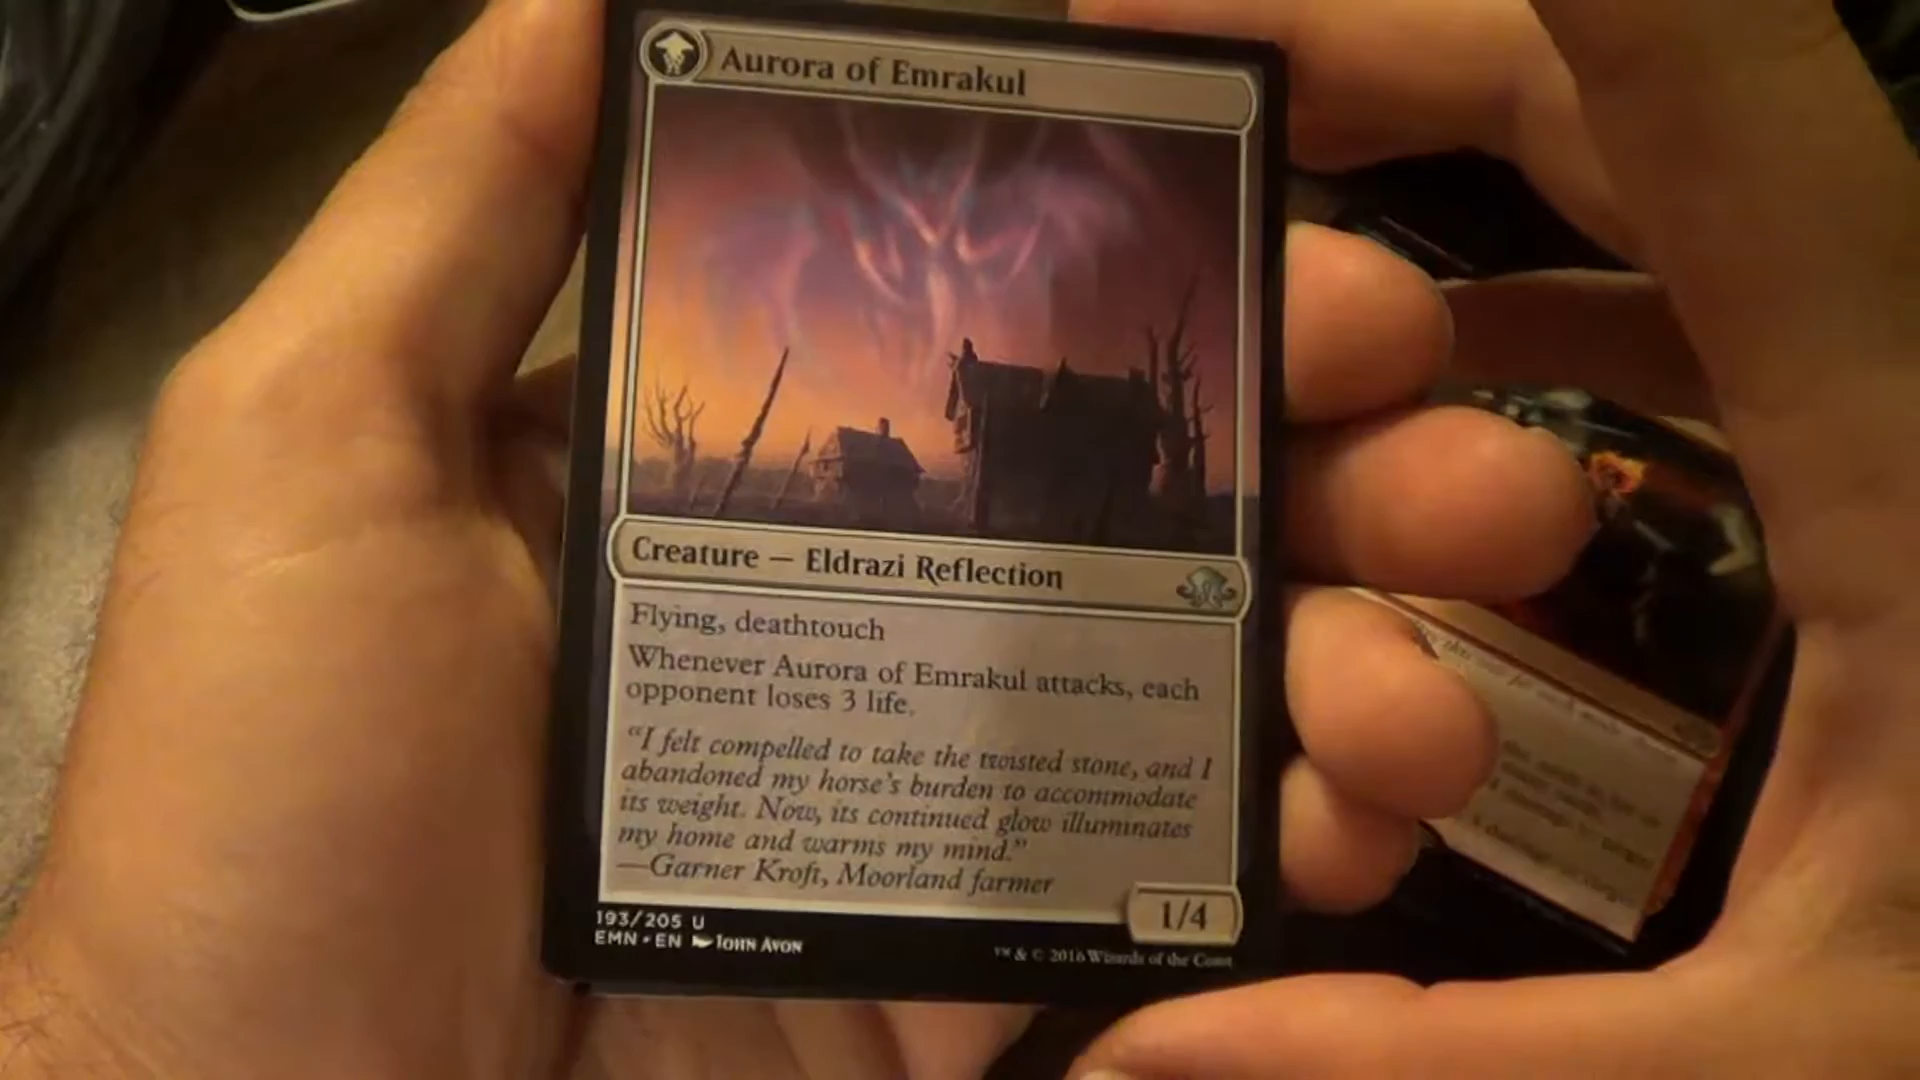 Aurora of Emrakul
Creature — Eldrazi Reflection
Flying, deathtouch
Whenever Aurora of Emrakul attacks, each
opponent loses 3 life.
"I felt compelled to take the twisted stone, and I
abandoned my horse's burden to accommodate
its weight. Now, its continued glow illuminates
my home and warms my mind."
—Garner Kroft, Moorland farmer
1/4
193/205 U
EMN • EN John Avon
™ & © 2016 Wizards of the Coast